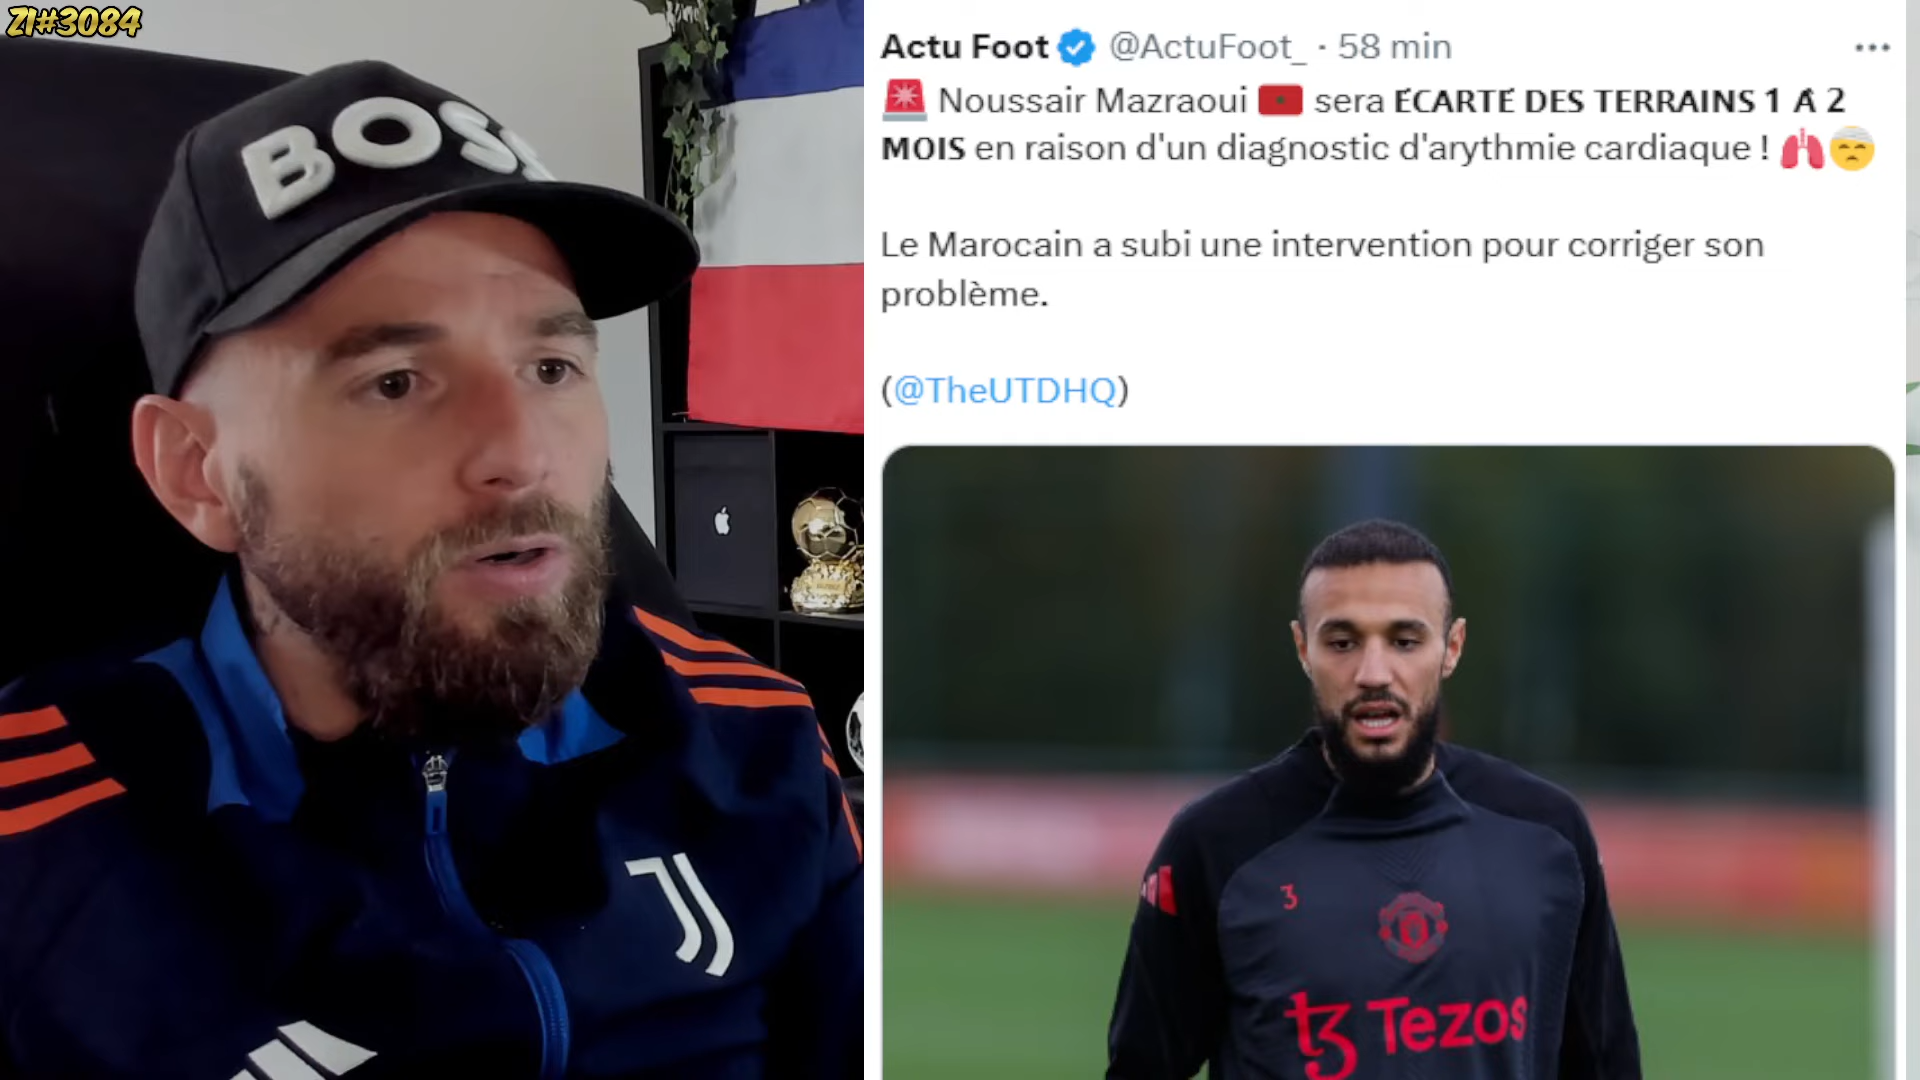 ZI#3084
BOSS
Actu Foot @ActuFoot_ · 58 min
Noussair Mazraoui sera ÉCARTÉ DES TERRAINS 1 À 2
MOIS en raison d'un diagnostic d'arythmie cardiaque !
Le Marocain a subi une intervention pour corriger son
problème.
(@TheUTDHQ)
3
Tezos